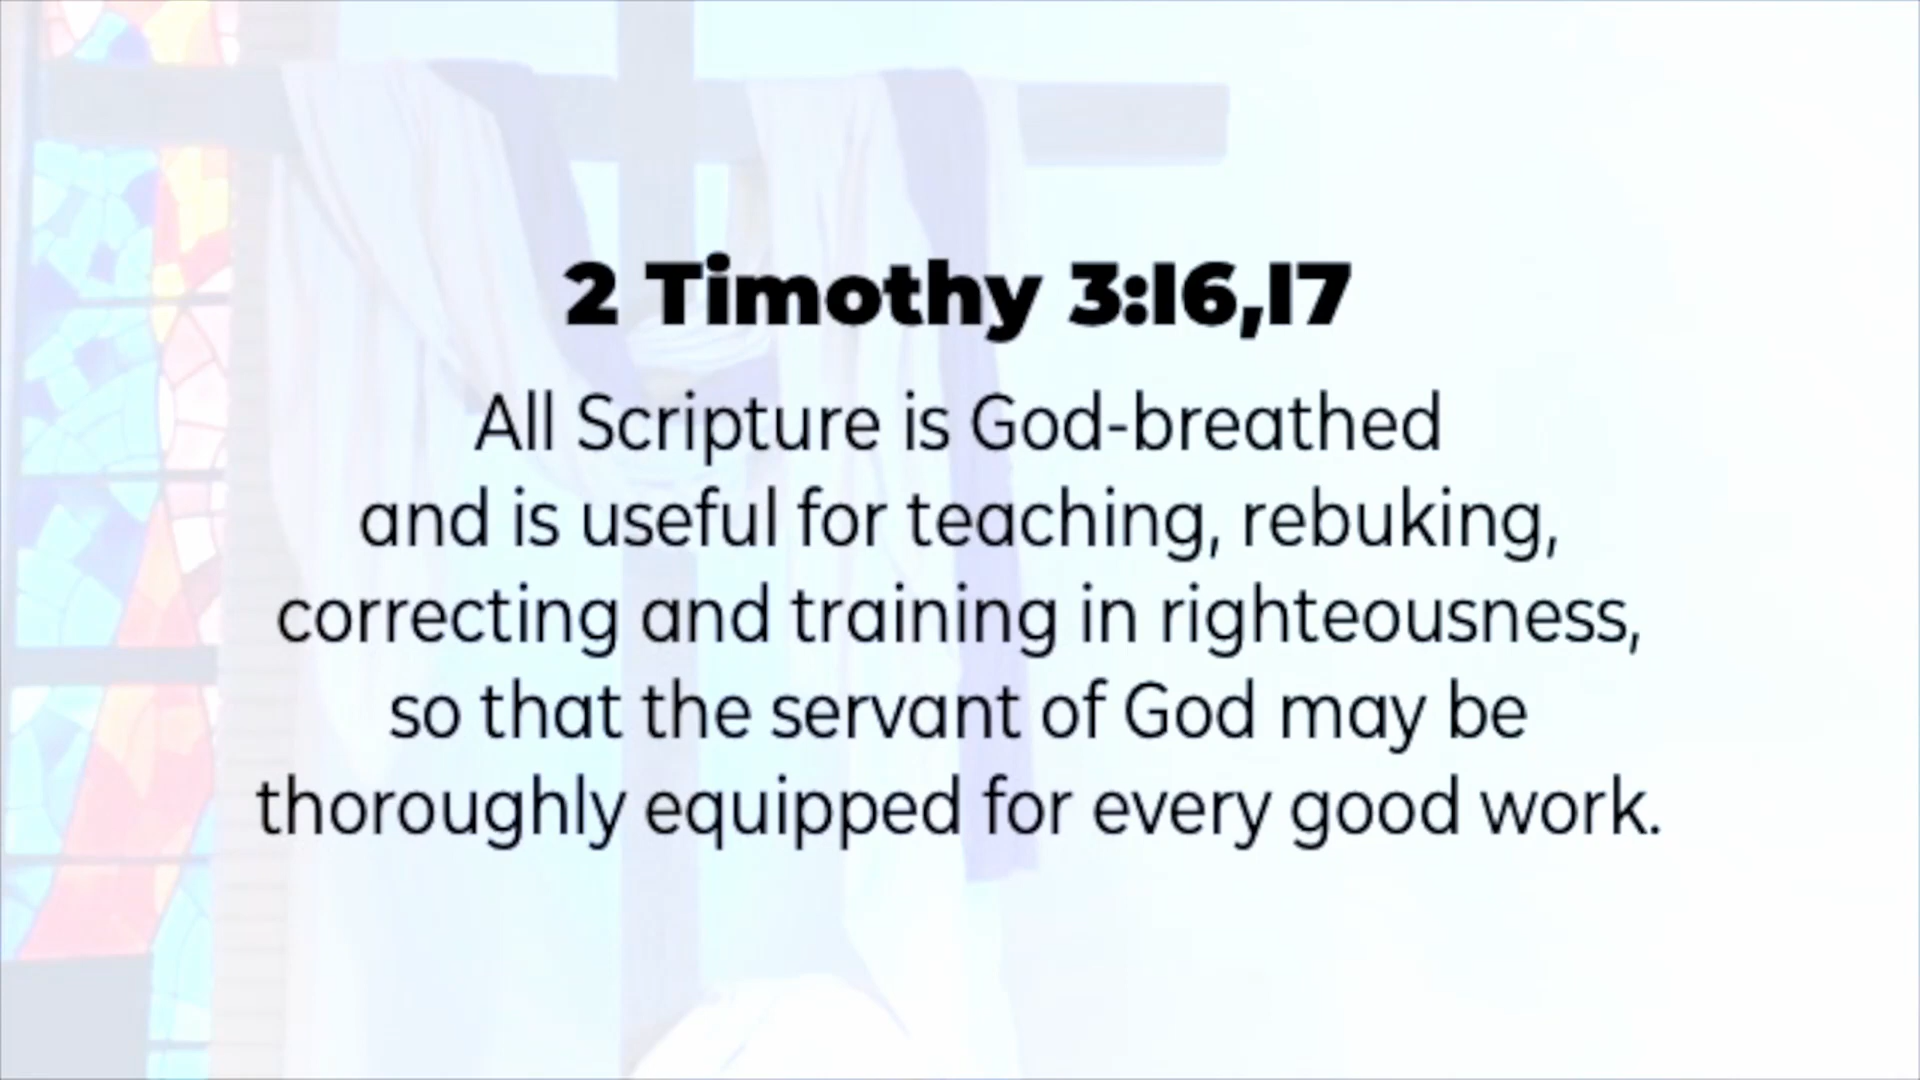 2 Timothy 3:16,17
All Scripture is God-breathed
and is useful for teaching, rebuking,
correcting and training in righteousness,
so that the servant of God may be
thoroughly equipped for every good work.